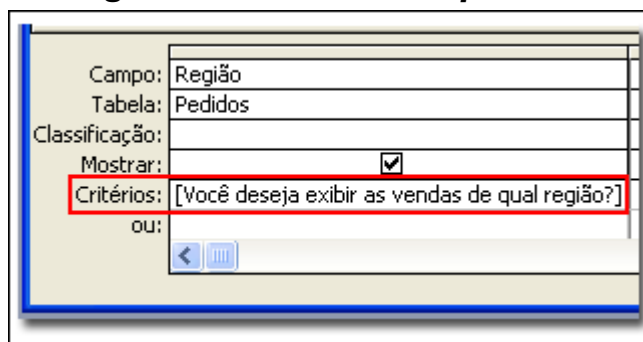 Campo: Região
Tabela: Pedidos
Classificação:
Mostrar:
Critérios: [Você deseja exibir as vendas de qual região?]
ou: